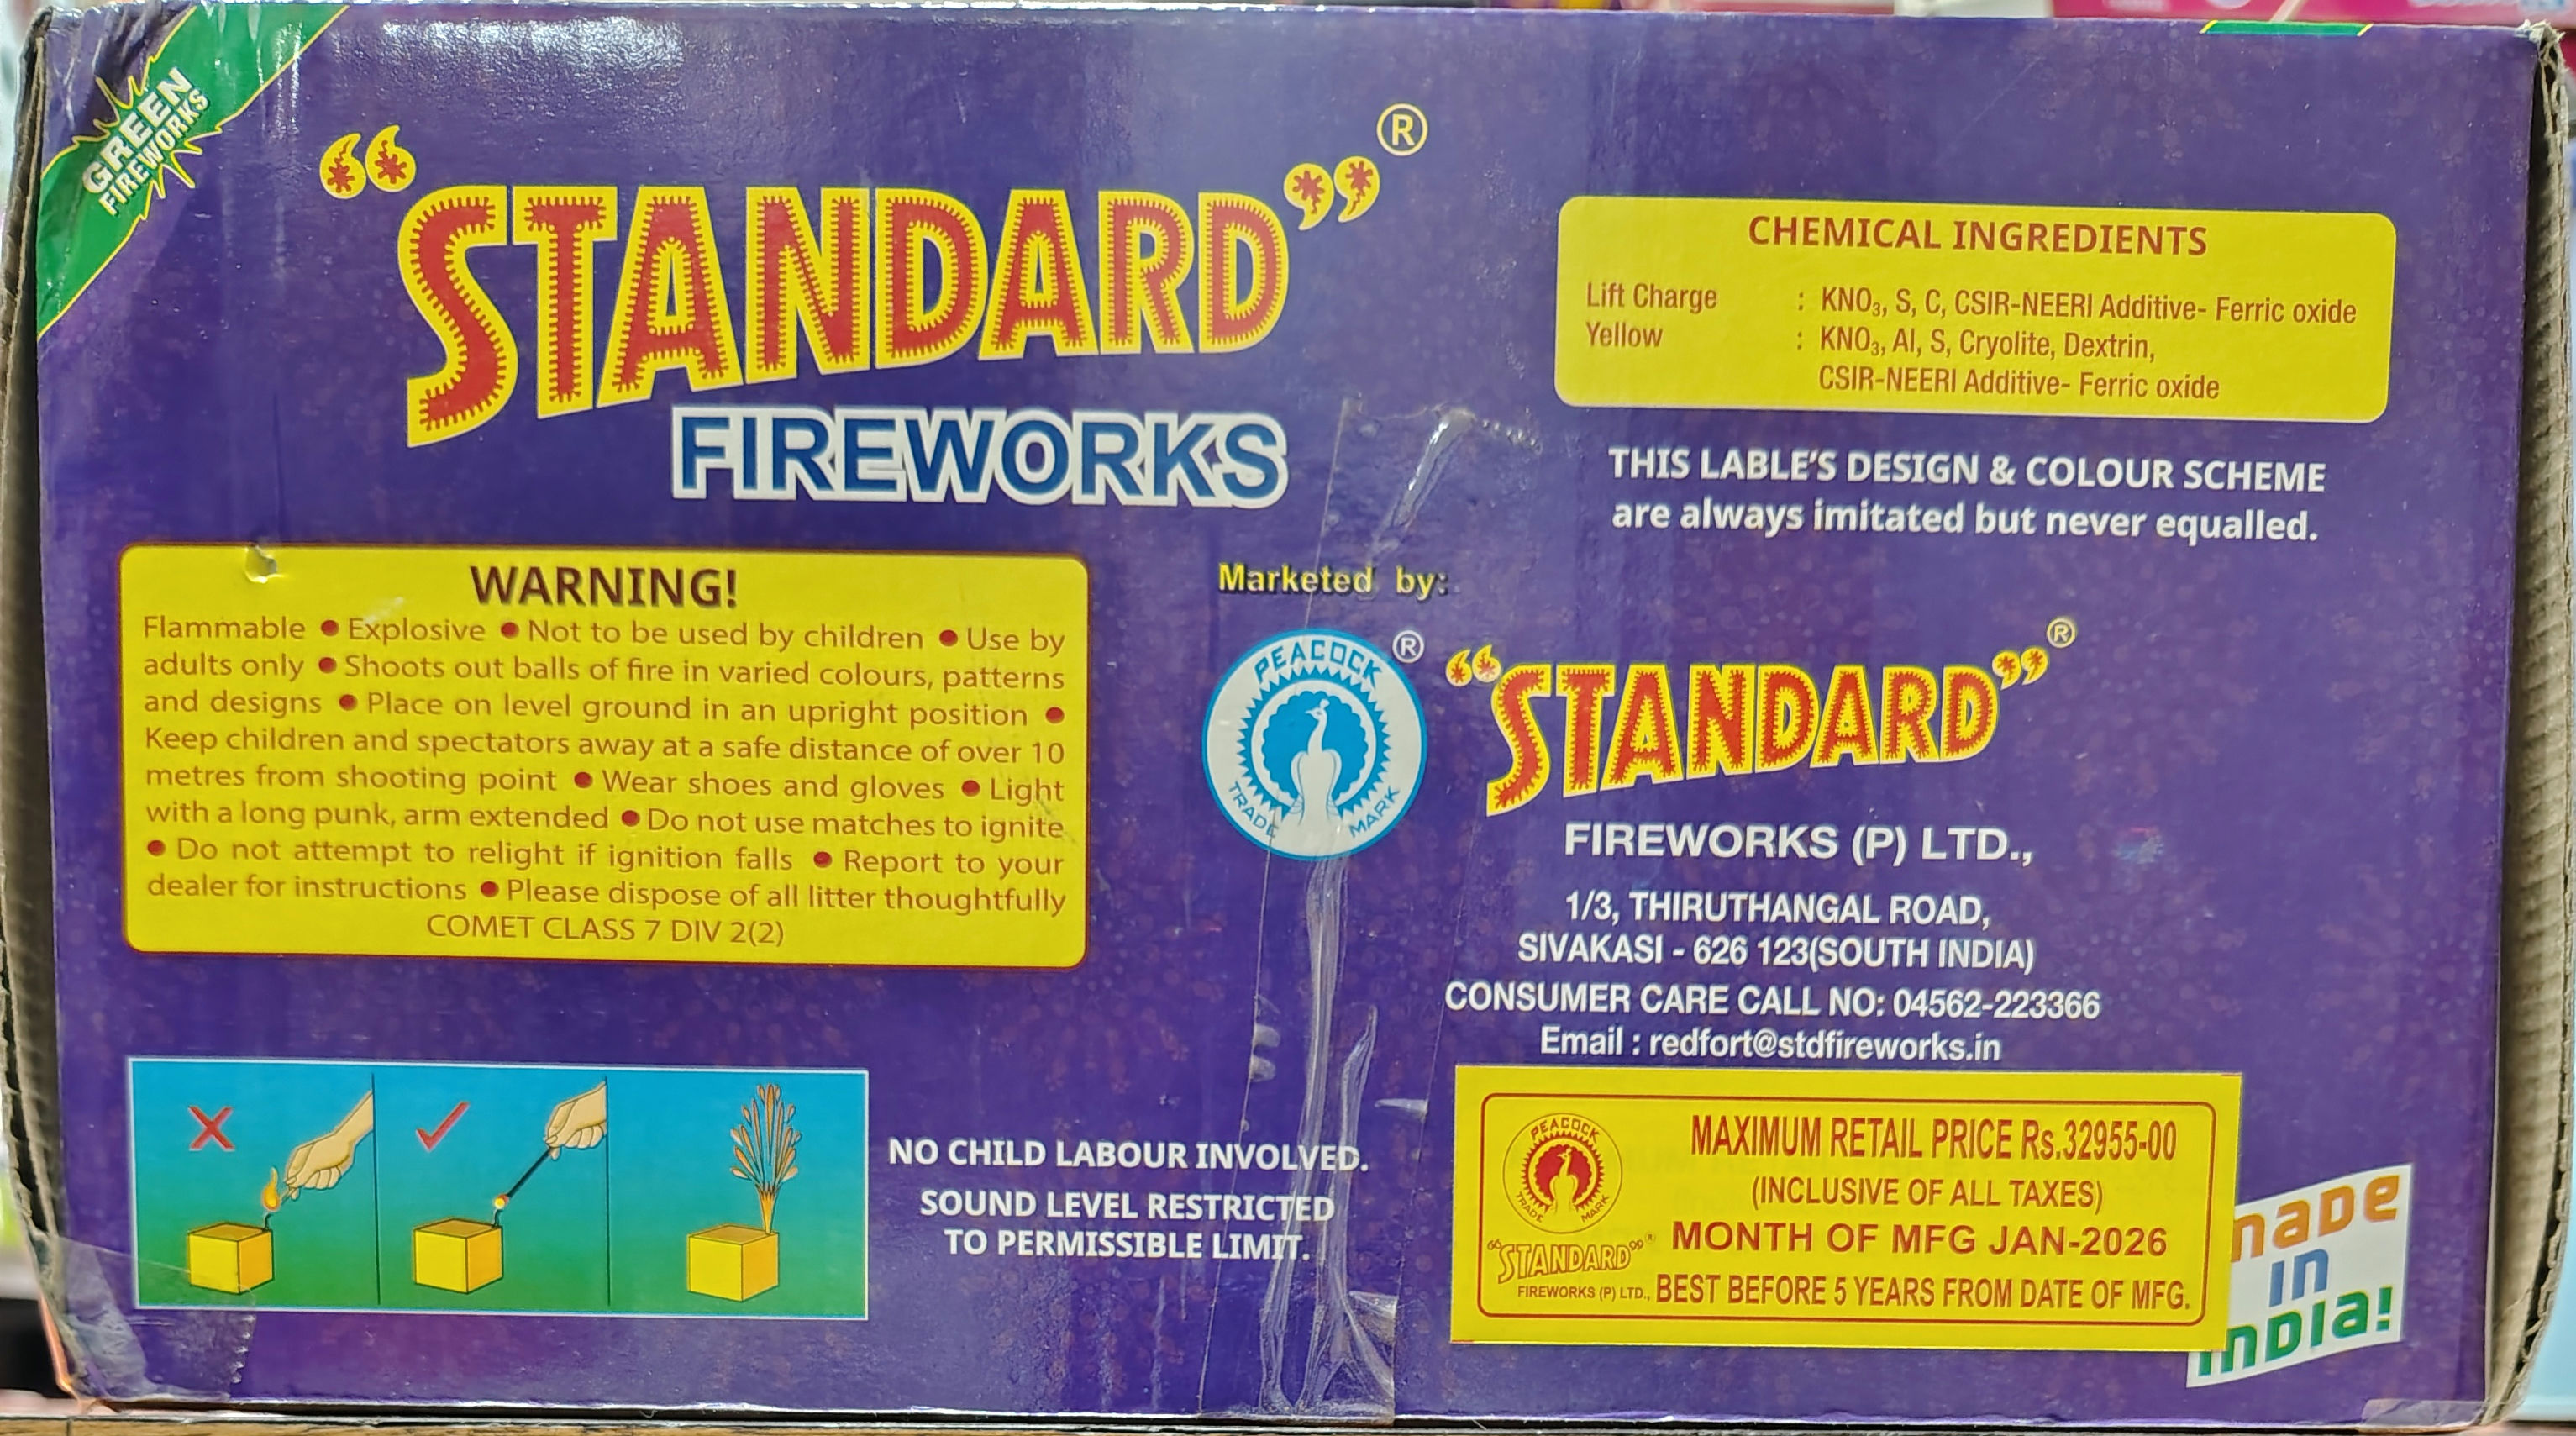 GREEN
FIREWORKS
“STANDARD”®
FIREWORKS
CHEMICAL INGREDIENTS
Lift Charge : KNO₃, S, C, CSIR-NEERI Additive- Ferric oxide
Yellow : KNO₃, Al, S, Cryolite, Dextrin,
CSIR-NEERI Additive- Ferric oxide
THIS LABLE'S DESIGN & COLOUR SCHEME
are always imitated but never equalled.
WARNING!
Flammable ● Explosive ● Not to be used by children ● Use by
adults only ● Shoots out balls of fire in varied colours, patterns
and designs ● Place on level ground in an upright position ●
Keep children and spectators away at a safe distance of over 10
metres from shooting point ● Wear shoes and gloves ● Light
with a long punk, arm extended ● Do not use matches to ignite
● Do not attempt to relight if ignition falls ● Report to your
dealer for instructions ● Please dispose of all litter thoughtfully
COMET CLASS 7 DIV 2(2)
Marketed by:
PEACOCK ®
TRADE MARK
“STANDARD”®
FIREWORKS (P) LTD.,
1/3, THIRUTHANGAL ROAD,
SIVAKASI - 626 123(SOUTH INDIA)
CONSUMER CARE CALL NO: 04562-223366
Email : redfort@stdfireworks.in
NO CHILD LABOUR INVOLVED.
SOUND LEVEL RESTRICTED
TO PERMISSIBLE LIMIT.
PEACOCK
TRADE MARK
“STANDARD”®
FIREWORKS (P) LTD.,
MAXIMUM RETAIL PRICE Rs.32955-00
(INCLUSIVE OF ALL TAXES)
MONTH OF MFG JAN-2026
BEST BEFORE 5 YEARS FROM DATE OF MFG.
made
in
india!